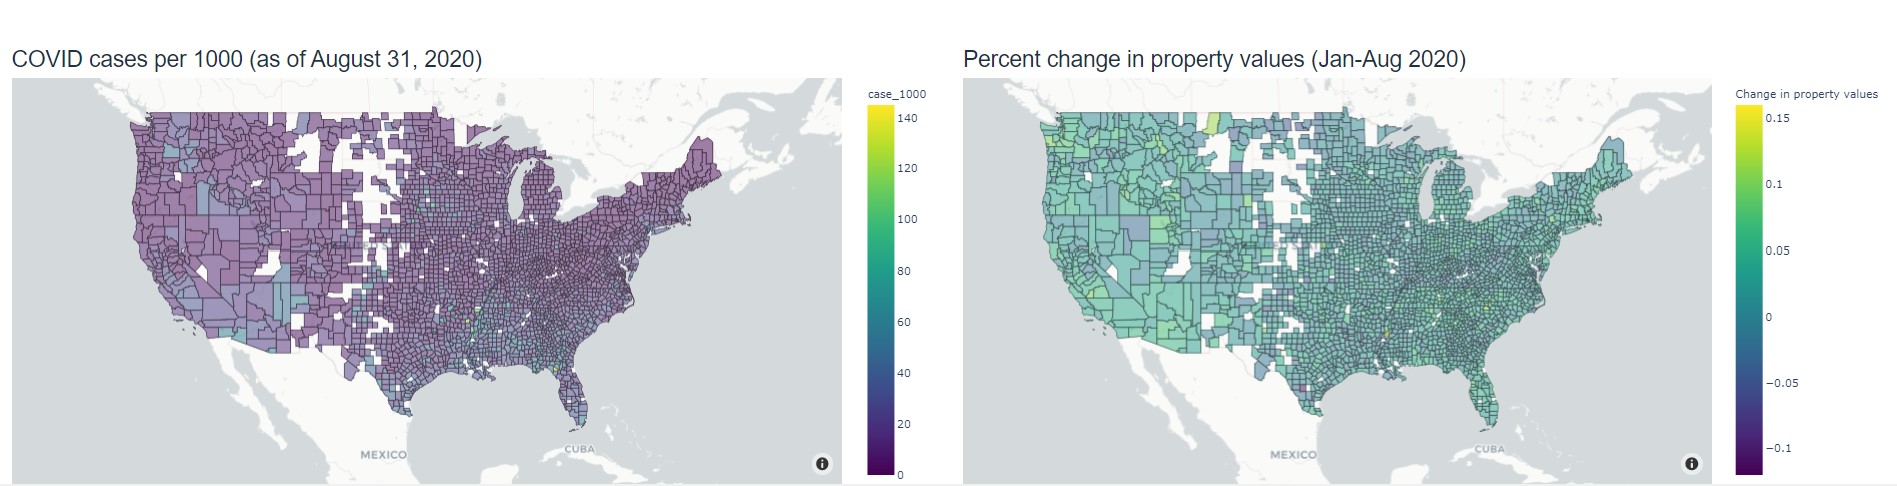 COVID cases per 1000 (as of August 31, 2020)
case_1000
140
120
100
80
60
40
20
0
MEXICO
CUBA
Percent change in property values (Jan-Aug 2020)
Change in property values
0.15
0.1
0.05
0
−0.05
−0.1
MEXICO
CUBA